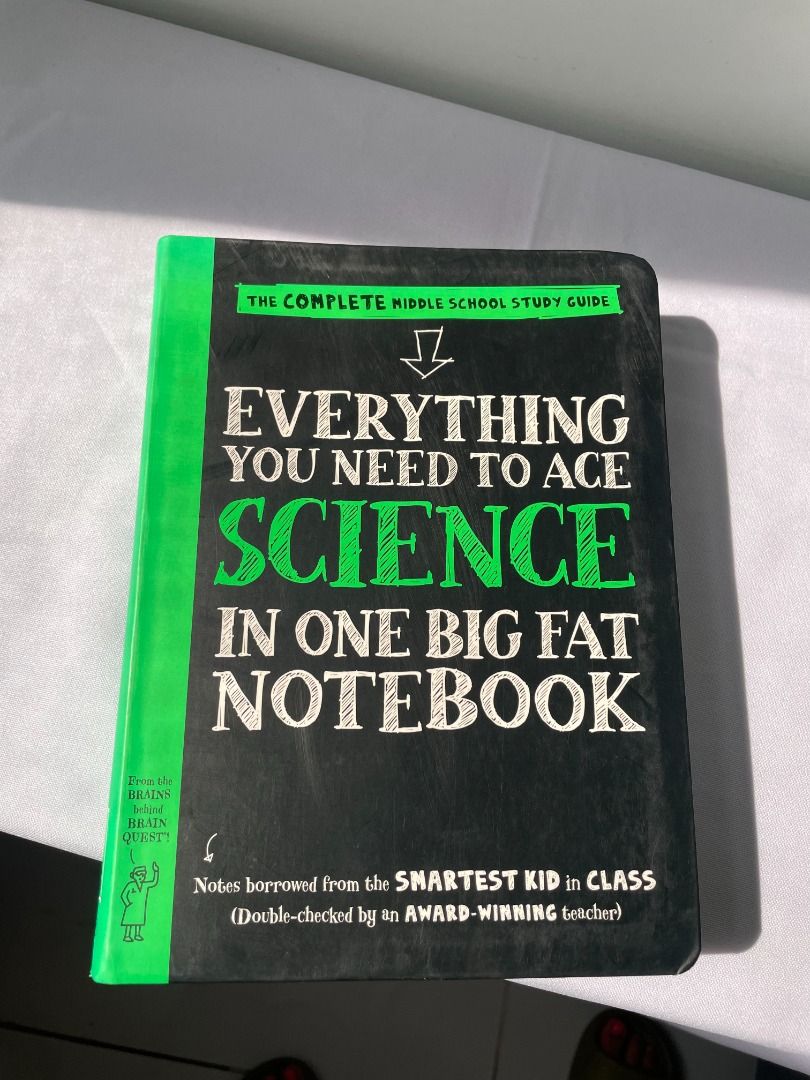 THE COMPLETE MIDDLE SCHOOL STUDY GUIDE
EVERYTHING
YOU NEED TO ACE
SCIENCE
IN ONE BIG FAT
NOTEBOOK
From the
BRAINS
behind
BRAIN
QUEST®!
Notes borrowed from the SMARTEST KID in CLASS
(Double-checked by an AWARD-WINNING teacher)